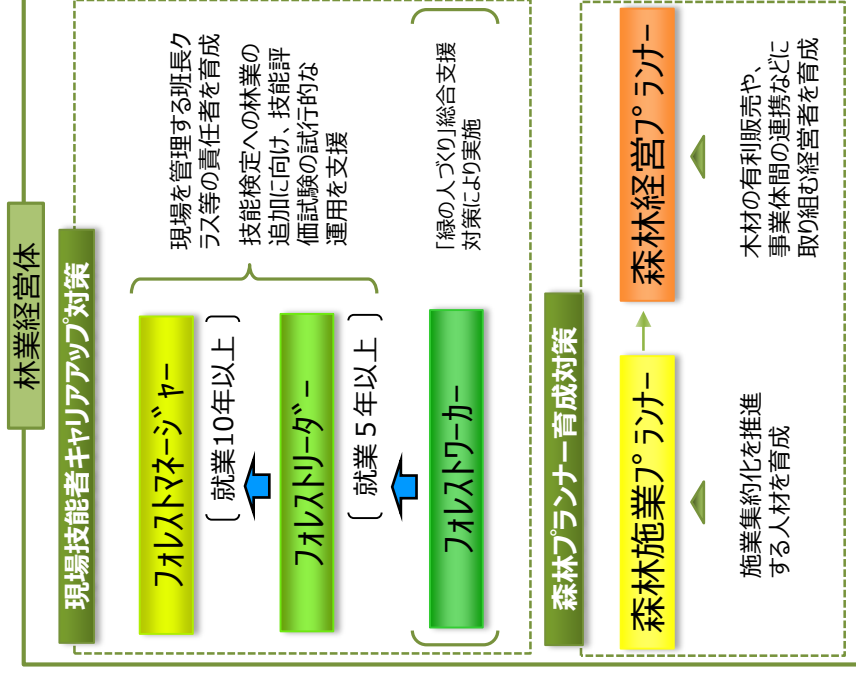 林業経営体
現場技能者キャリアアップ対策
フォレストマネージャー
〔 就業10年以上 〕
フォレストリーダー
〔 就業５年以上 〕
フォレストワーカー
現場を管理する班長ク
ラス等の責任者を育成
技能検定への林業の
追加に向け、技能評
価試験の試行的な
運用を支援
「緑の人づくり」総合支援
対策により実施
森林プランナー育成対策
森林施業プランナー
森林経営プランナー
施業集約化を推進
する人材を育成
木材の有利販売や、
事業体間の連携などに
取り組む経営者を育成